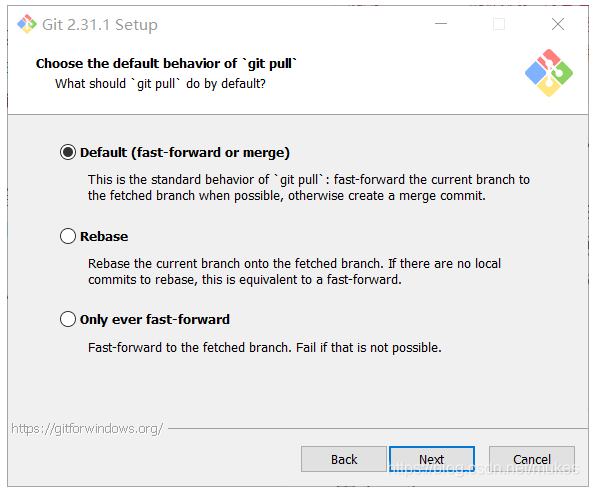 Git 2.31.1 Setup
Choose the default behavior of `git pull`
What should `git pull` do by default?
Default (fast-forward or merge)
This is the standard behavior of `git pull`: fast-forward the current branch to
the fetched branch when possible, otherwise create a merge commit.
Rebase
Rebase the current branch onto the fetched branch. If there are no local
commits to rebase, this is equivalent to a fast-forward.
Only ever fast-forward
Fast-forward to the fetched branch. Fail if that is not possible.
https://gitforwindows.org/
Back
Next
Cancel
https://blog.csdn.net/mukes